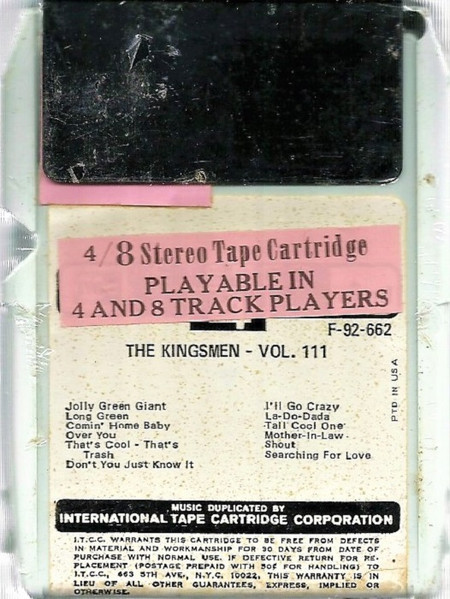 4/8 Stereo Tape Cartridge
PLAYABLE IN
4 AND 8 TRACK PLAYERS
F-92-662
THE KINGSMEN - VOL. 111
Jolly Green Giant
Long Green
Comin' Home Baby
Over You
That's Cool - That's
Trash
Don't You Just Know It
I'll Go Crazy
La-Do-Dada
Tall Cool One
Mother-In-Law
Shout
Searching For Love
PTD IN USA
MUSIC DUPLICATED BY
INTERNATIONAL TAPE CARTRIDGE CORPORATION
I.T.C.C. WARRANTS THIS CARTRIDGE TO BE FREE FROM DEFECTS
IN MATERIAL AND WORKMANSHIP FOR 30 DAYS FROM DATE OF
PURCHASE WITH NORMAL USE. IF DEFECTIVE RETURN FOR RE-
PLACEMENT (POSTAGE PREPAID WITH 50¢ FOR HANDLING) TO
I.T.C.C., 663 5TH AVE., N.Y.C. 10022. THIS WARRANTY IS IN
LIEU OF ALL OTHER GUARANTEES, EXPRESS, IMPLIED OR
OTHERWISE.